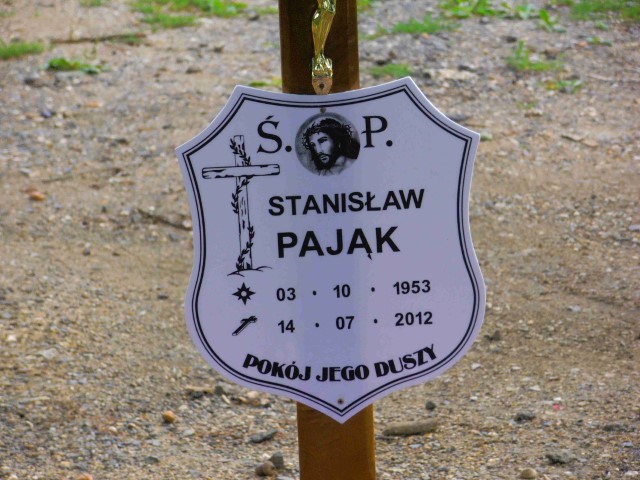 Ś. P.
STANISŁAW
PAJĄK
03 · 10 · 1953
14 · 07 · 2012
POKÓJ JEGO DUSZY